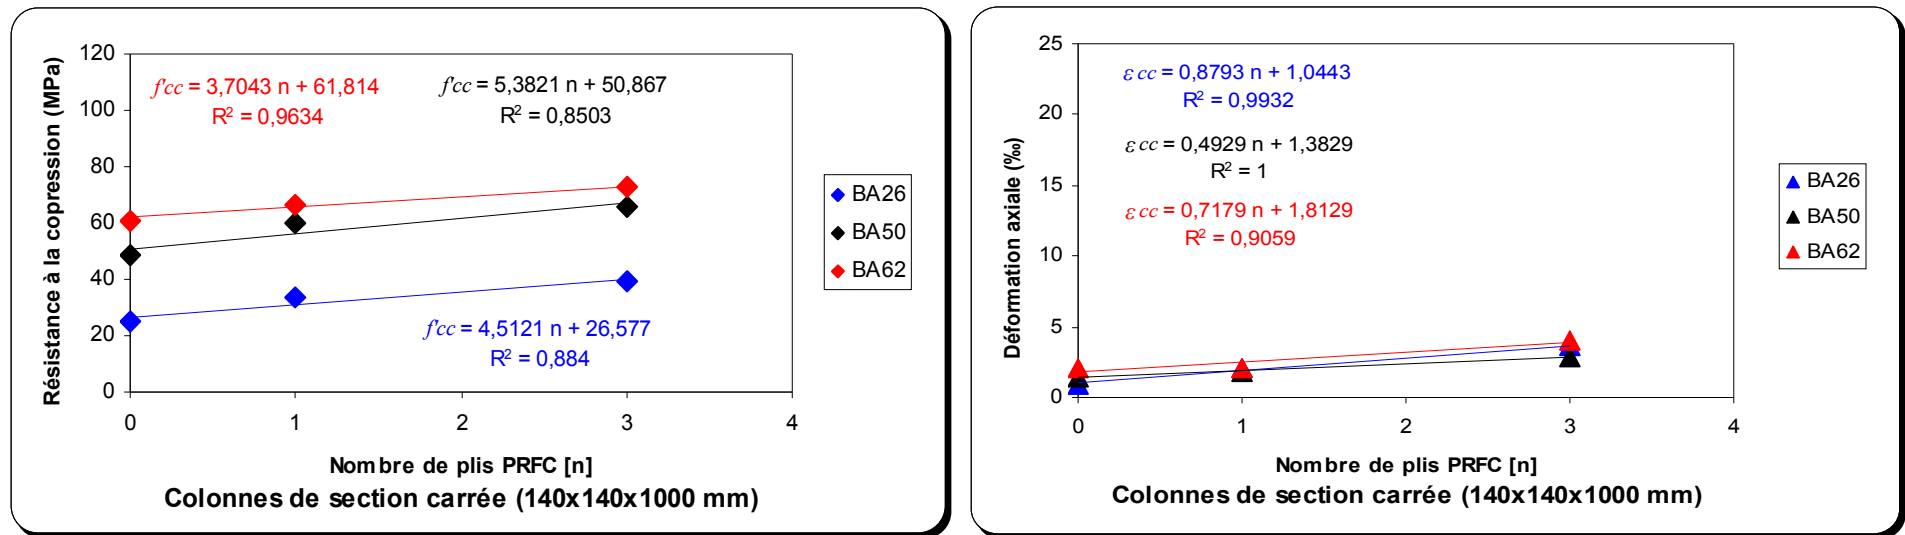 120
100
80
60
40
20
0
0 1 2 3 4
Résistance à la copression (MPa)
f'cc = 3,7043 n + 61,814
R² = 0,9634
f'cc = 5,3821 n + 50,867
R² = 0,8503
f'cc = 4,5121 n + 26,577
R² = 0,884
BA26
BA50
BA62
Nombre de plis PRFC [n]
Colonnes de section carrée (140x140x1000 mm)
25
20
15
10
5
0
0 1 2 3 4
Déformation axiale (‰)
ε cc = 0,8793 n + 1,0443
R² = 0,9932
ε cc = 0,4929 n + 1,3829
R² = 1
ε cc = 0,7179 n + 1,8129
R² = 0,9059
BA26
BA50
BA62
Nombre de plis PRFC [n]
Colonnes de section carrée (140x140x1000 mm)